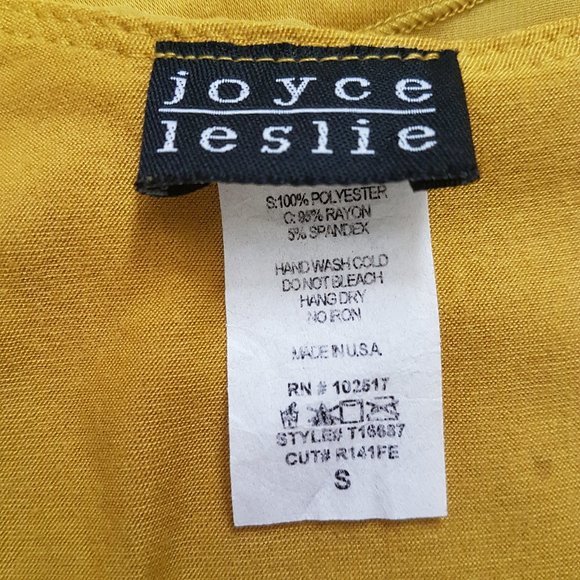 joyce
leslie
S:100% POLYESTER
C: 95% RAYON
5% SPANDEX
HAND WASH COLD
DO NOT BLEACH
HANG DRY
NO IRON
MADE IN U.S.A.
RN # 102517
STYLE# T16687
CUT# R141FE
S